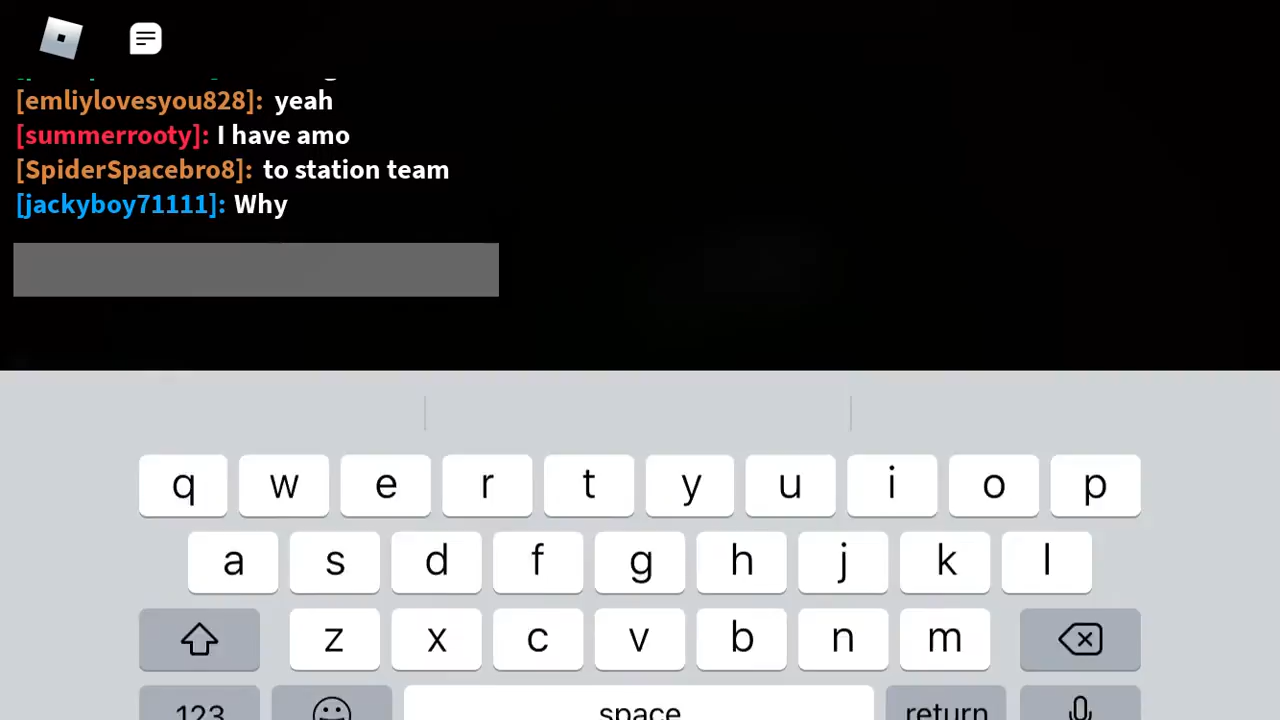 [emliylovesyou828]: yeah
[summerrooty]: I have amo
[SpiderSpacebro8]: to station team
[jackyboy71111]: Why
q w e r t y u i o p
a s d f g h j k l
z x c v b n m
123 space return